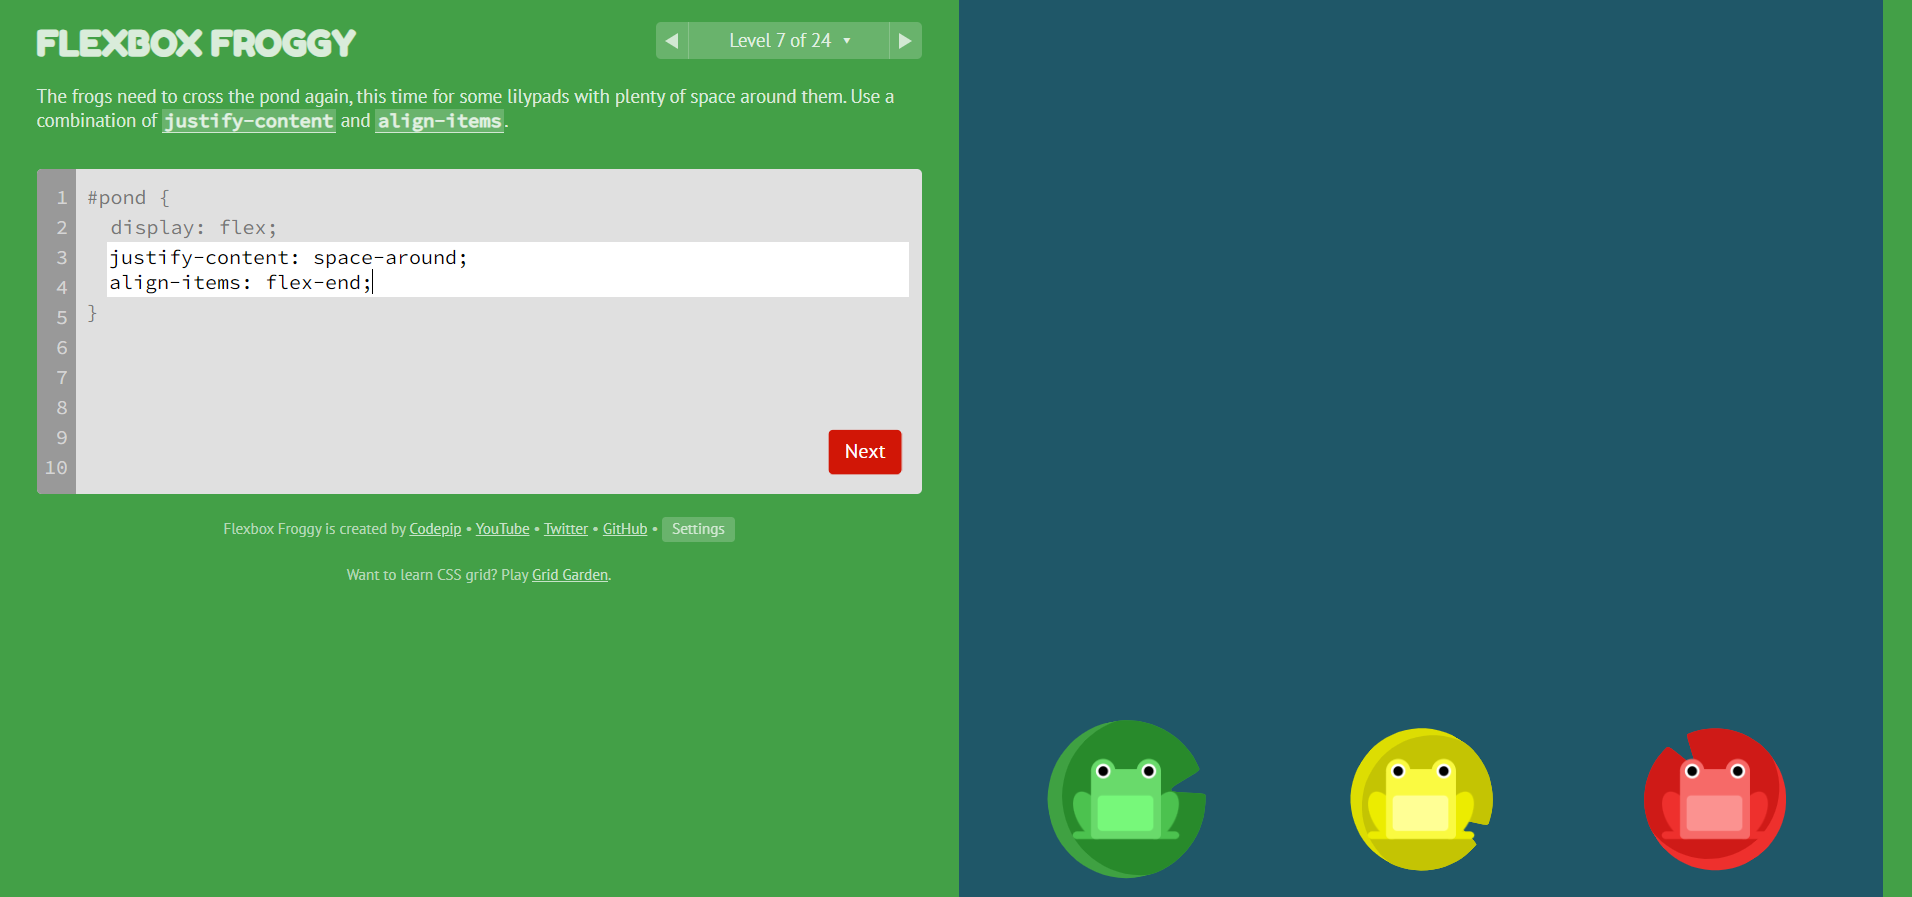 FLEXBOX FROGGY
Level 7 of 24
The frogs need to cross the pond again, this time for some lilypads with plenty of space around them. Use a
combination of justify-content and align-items.
1 #pond {
2 display: flex;
3 justify-content: space-around;
4 align-items: flex-end;
5 }
6
7
8
9
10
Next
Flexbox Froggy is created by Codepip • YouTube • Twitter • GitHub • Settings
Want to learn CSS grid? Play Grid Garden.